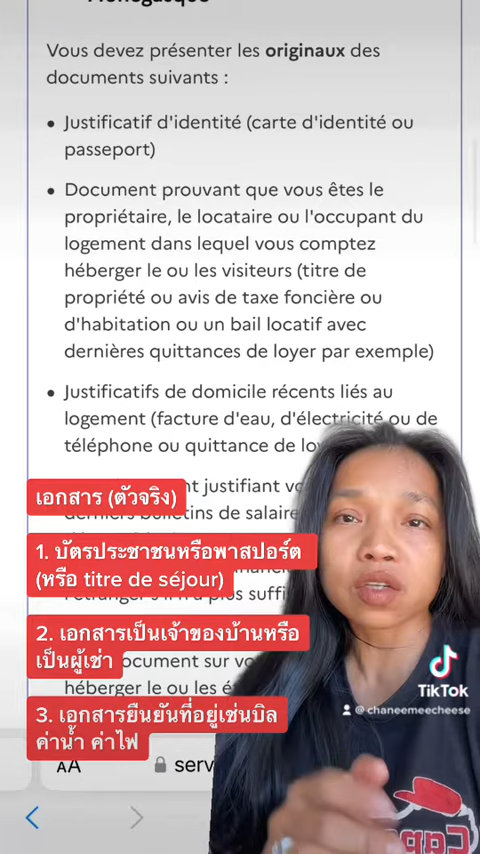 Vous devez présenter les originaux des
documents suivants :
• Justificatif d'identité (carte d'identité ou
passeport)
• Document prouvant que vous êtes le
propriétaire, le locataire ou l'occupant du
logement dans lequel vous comptez
héberger le ou les visiteurs (titre de
propriété ou avis de taxe foncière ou
d'habitation ou un bail locatif avec
dernières quittances de loyer par exemple)
• Justificatifs de domicile récents liés au
logement (facture d'eau, d'électricité ou de
téléphone ou quittance de
justifiant
derniers bulletins de salaire
plus
เอกสาร (ตัวจริง)
1. บัตรประชาชนหรือพาสปอร์ต
(หรือ titre de séjour)
2. เอกสารเป็นเจ้าของบ้านหรือ
เป็นผู้เช่า
sur
héberger le ou les
3. เอกสารยืนยันที่อยู่เช่นบิล
ค่าน้ำ ค่าไฟ
TikTok
@chaneemeecheese
AA
serv